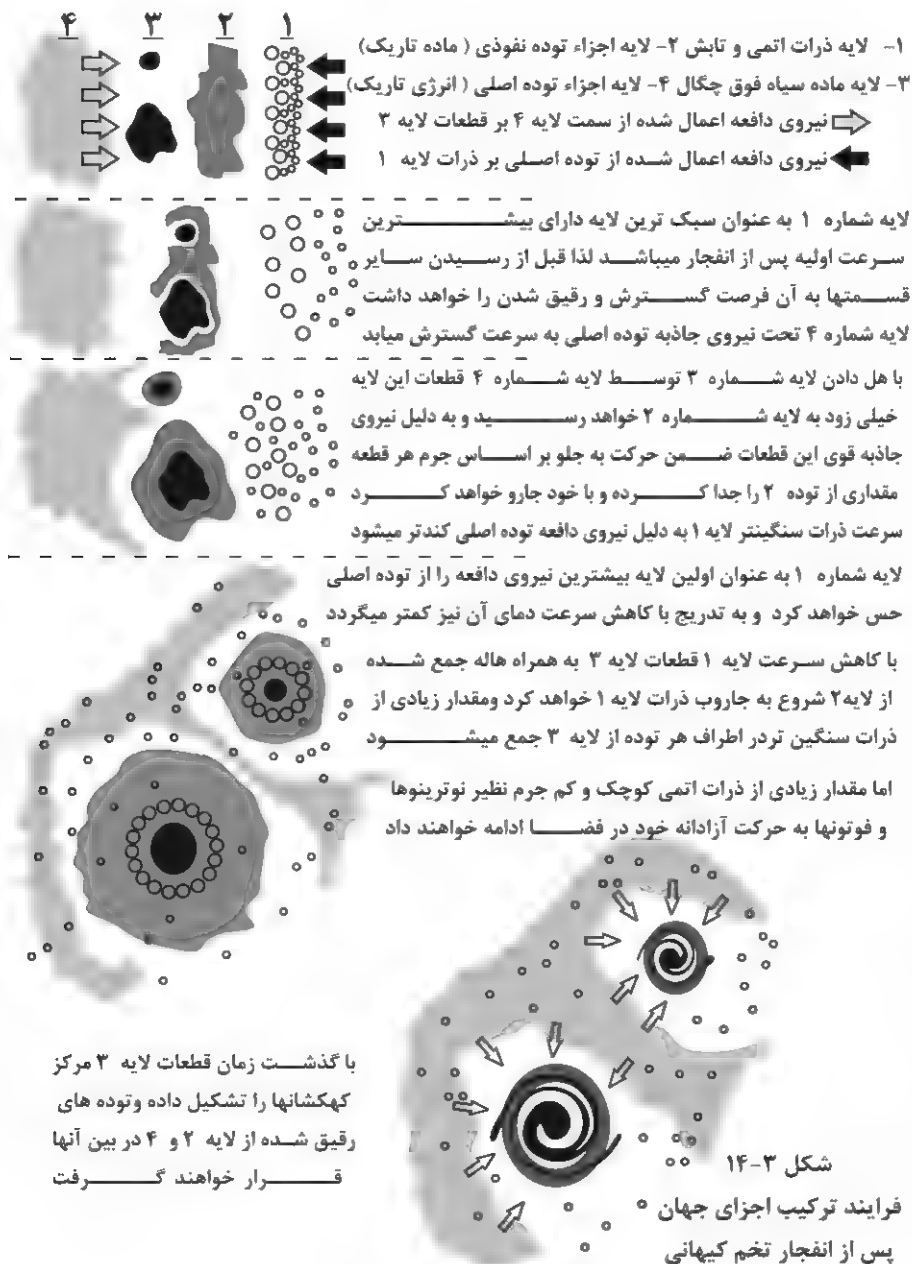 ۴ ۳ ۲ ۱
۱- لایه ذرات اتمی و تابش ۲- لایه اجزاء توده نفوذی ( ماده تاریک)
۳- لایه ماده سیاه فوق چگال ۴- لایه اجزاء توده اصلی ( انرژی تاریک)
نیروی دافعه اعمال شده از سمت لایه ۴ بر قطعات لایه ۳
نیروی دافعه اعمال شده از توده اصلی بر ذرات لایه ۱
لایه شماره ۱ به عنوان سبک ترین لایه دارای بیشترین
سرعت اولیه پس از انفجار میباشد لذا قبل از رسیدن سایر
قسمتها به آن فرصت گسترش و رقیق شدن را خواهد داشت
لایه شماره ۴ تحت نیروی جاذبه توده اصلی به سرعت گسترش میابد
با هل دادن لایه شماره ۳ توسط لایه شماره ۴ قطعات این لایه
خیلی زود به لایه شماره ۲ خواهد رسید و به دلیل نیروی
جاذبه قوی این قطعات ضمن حرکت به جلو بر اساس جرم هر قطعه
مقداری از توده ۲ را جدا کرده و با خود جارو خواهد کرد
سرعت ذرات سنگینتر لایه ۱ به دلیل نیروی دافعه توده اصلی کندتر میشود
لایه شماره ۱ به عنوان اولین لایه بیشترین نیروی دافعه را از توده اصلی
حس خواهد کرد و به تدریج با کاهش سرعت دمای آن نیز کمتر میگردد
با کاهش سرعت لایه ۱ قطعات لایه ۳ به همراه هاله جمع شده
از لایه۲ شروع به جاروب ذرات لایه ۱ خواهد کرد ومقدار زیادی از
ذرات سنگین تردر اطراف هر توده از لایه ۳ جمع میشود
اما مقدار زیادی از ذرات اتمی کوچک و کم جرم نظیر نوترینوها
و فوتونها به حرکت آزادانه خود در فضا ادامه خواهند داد
با گذشت زمان قطعات لایه ۳ مرکز
کهکشانها را تشکیل داده وتوده های
رقیق شده از لایه ۲ و ۴ در بین آنها
قرار خواهند گرفت
شکل ۳-۱۴
فرایند ترکیب اجزای جهان
پس از انفجار تخم کیهانی